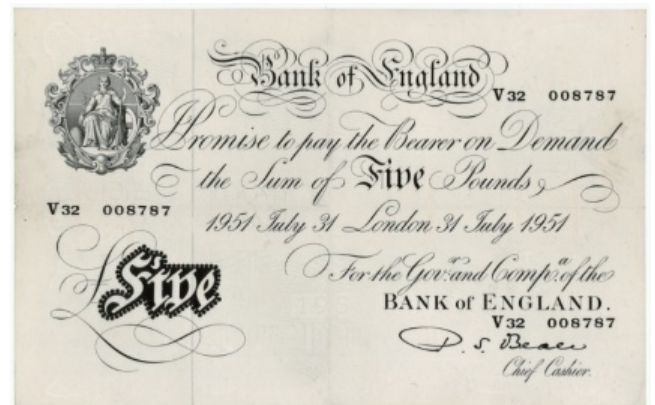 Bank of England
V32 008787
I Promise to pay the Bearer on Demand
the Sum of Five Pounds
V32 008787
1951 July 31 London 31 July 1951
For the Govr. and Compa. of the
BANK of ENGLAND.
£Five
V32 008787
P. S. Beale
Chief Cashier.